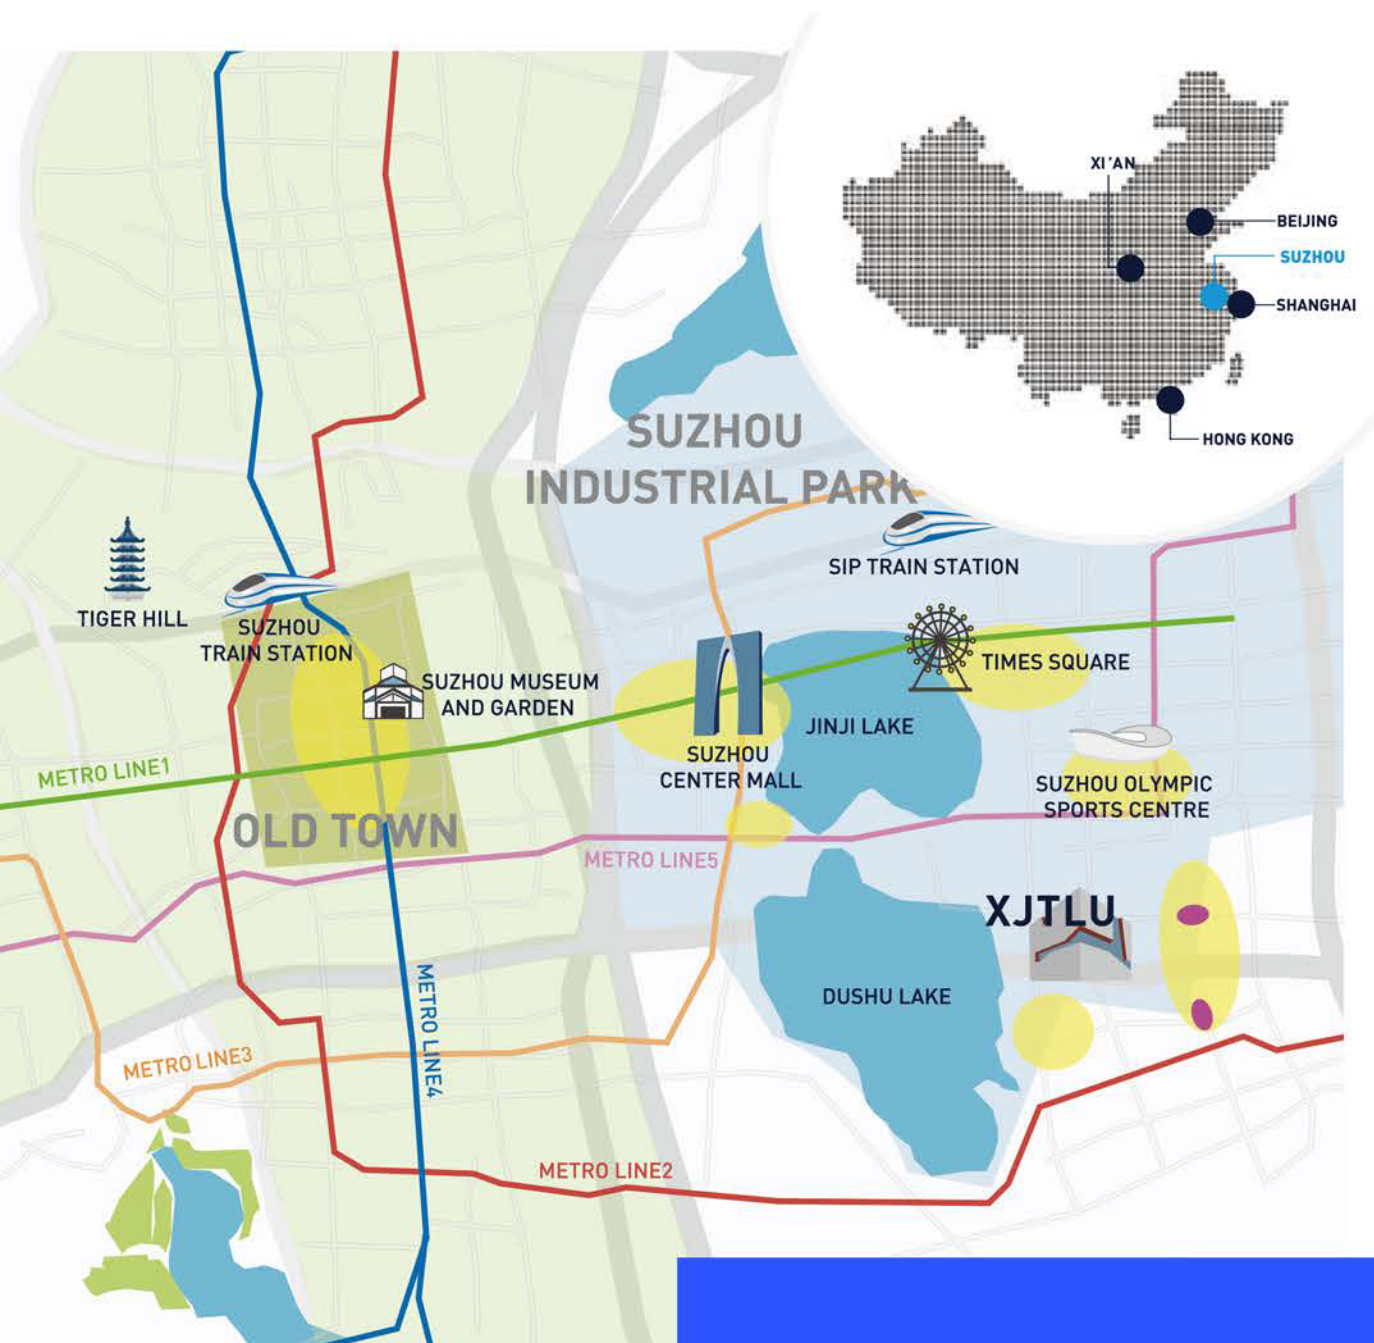 XI'AN
BEIJING
SUZHOU
SHANGHAI
HONG KONG
SUZHOU
INDUSTRIAL PARK
SIP TRAIN STATION
TIGER HILL
SUZHOU
TRAIN STATION
SUZHOU MUSEUM
AND GARDEN
TIMES SQUARE
JINJI LAKE
SUZHOU
CENTER MALL
METRO LINE1
SUZHOU OLYMPIC
SPORTS CENTRE
OLD TOWN
METRO LINE5
XJTLU
DUSHU LAKE
METRO LINE4
METRO LINE3
METRO LINE2